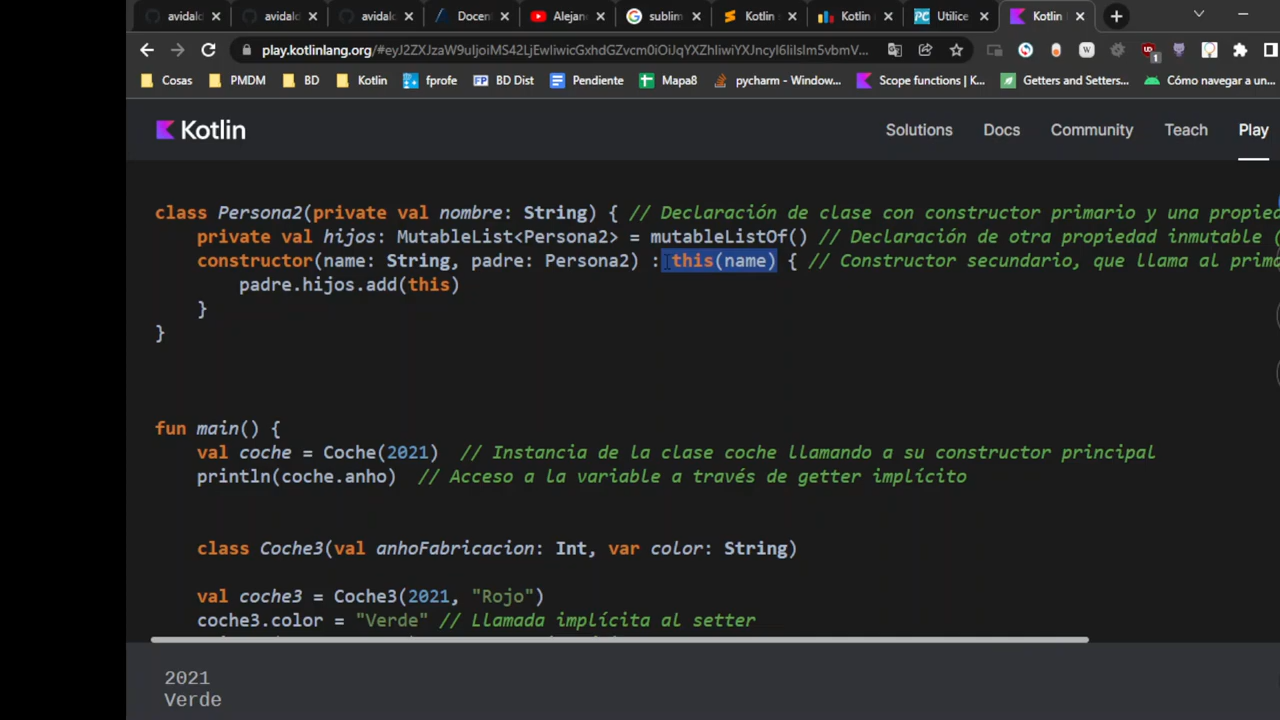 avidalc
avidalc
avidalc
Docen
Alejan
sublim
Kotlin
Kotlin
Utilice
Kotlin
play.kotlinlang.org/
Cosas
PMDM
BD
Kotlin
fprofe
BD Dist
Pendiente
Mapa8
pycharm - Window...
Scope functions | K...
Getters and Setters...
Cómo navegar a un...
Kotlin
Solutions
Docs
Community
Teach
Play
class Persona2(private val nombre: String) { // Declaración de clase con constructor primario y una propied
private val hijos: MutableList<Persona2> = mutableListOf() // Declaración de otra propiedad inmutable (
constructor(name: String, padre: Persona2) : this(name) { // Constructor secundario, que llama al prima
padre.hijos.add(this)
}
}
fun main() {
val coche = Coche(2021) // Instancia de la clase coche llamando a su constructor principal
println(coche.anho) // Acceso a la variable a través de getter implícito
class Coche3(val anhoFabricacion: Int, var color: String)
val coche3 = Coche3(2021, "Rojo")
coche3.color = "Verde" // Llamada implícita al setter
2021
Verde